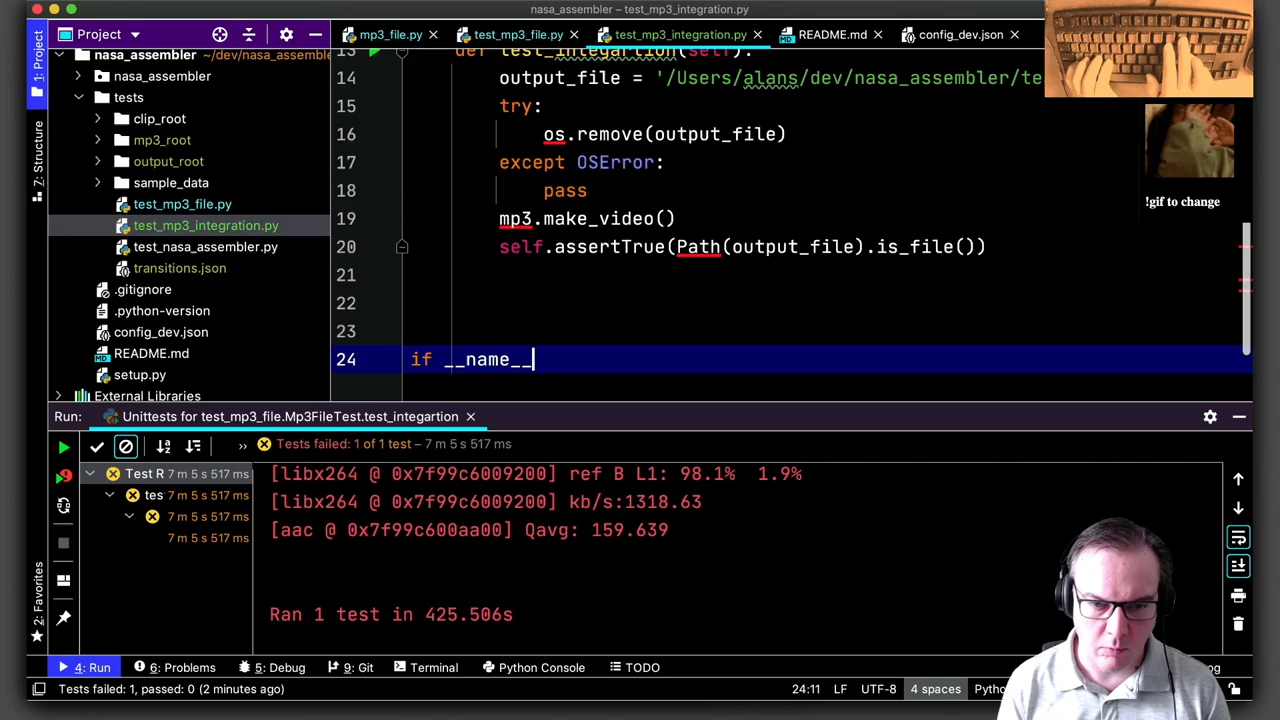 nasa_assembler – test_mp3_integration.py
Project
mp3_file.py
test_mp3_file.py
test_mp3_integration.py
README.md
config_dev.json
1: Project
7: Structure
2: Favorites
nasa_assembler ~/dev/nasa_assemble
nasa_assembler
tests
clip_root
mp3_root
output_root
sample_data
test_mp3_file.py
test_mp3_integration.py
test_nasa_assembler.py
transitions.json
.gitignore
.python-version
config_dev.json
README.md
setup.py
External Libraries
13 def test_integartion(self):
14 output_file = '/Users/alans/dev/nasa_assembler/te
15 try:
16 os.remove(output_file)
17 except OSError:
18 pass
19 mp3.make_video()
20 self.assertTrue(Path(output_file).is_file())
21
22
23
24 if __name__
!gif to change
Run: Unittests for test_mp3_file.Mp3FileTest.test_integartion
Tests failed: 1 of 1 test – 7 m 5 s 517 ms
Test R 7 m 5 s 517 ms
tes 7 m 5 s 517 ms
7 m 5 s 517 ms
7 m 5 s 517 ms
[libx264 @ 0x7f99c6009200] ref B L1: 98.1% 1.9%
[libx264 @ 0x7f99c6009200] kb/s:1318.63
[aac @ 0x7f99c600aa00] Qavg: 159.639
Ran 1 test in 425.506s
4: Run
6: Problems
5: Debug
9: Git
Terminal
Python Console
TODO
Tests failed: 1, passed: 0 (2 minutes ago)
24:11 LF UTF-8 4 spaces Pytho